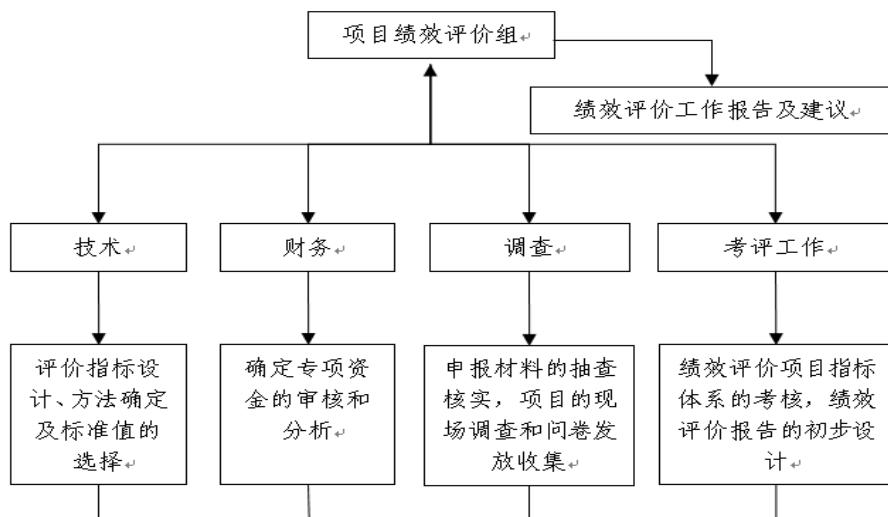 项目绩效评价组
绩效评价工作报告及建议
技术
财务
调查
考评工作
评价指标设
计、方法确定
及标准值的
选择
确定专项资
金的审核和
分析
申报材料的抽查
核实，项目的现
场调查和问卷发
放收集
绩效评价项目指标
体系的考核，绩效
评价报告的初步设
计